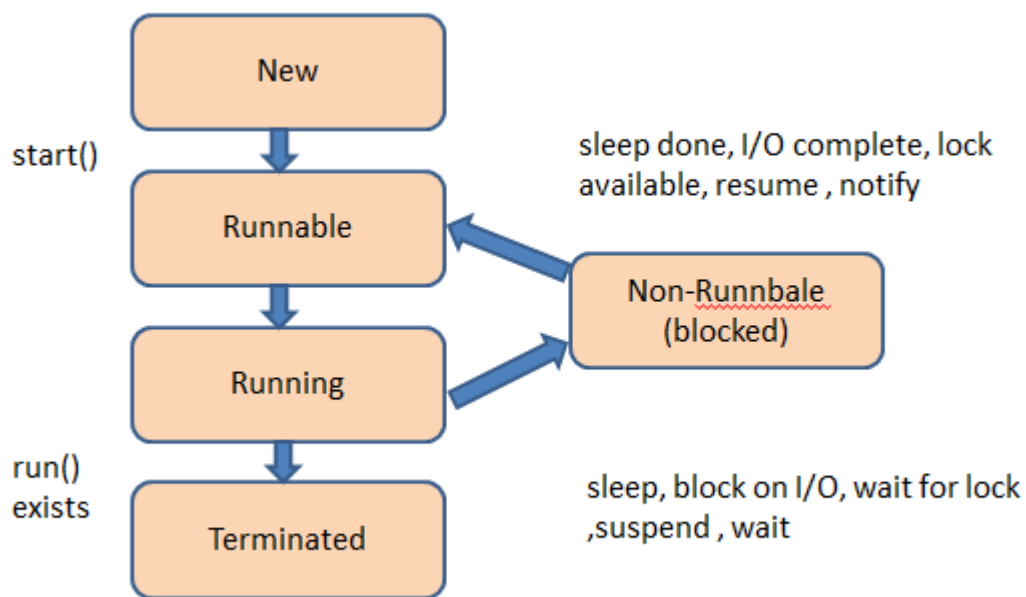 New
start()
sleep done, I/O complete, lock
available, resume , notify
Runnable
Non-Runnbale
(blocked)
Running
run()
exists
sleep, block on I/O, wait for lock
,suspend , wait
Terminated